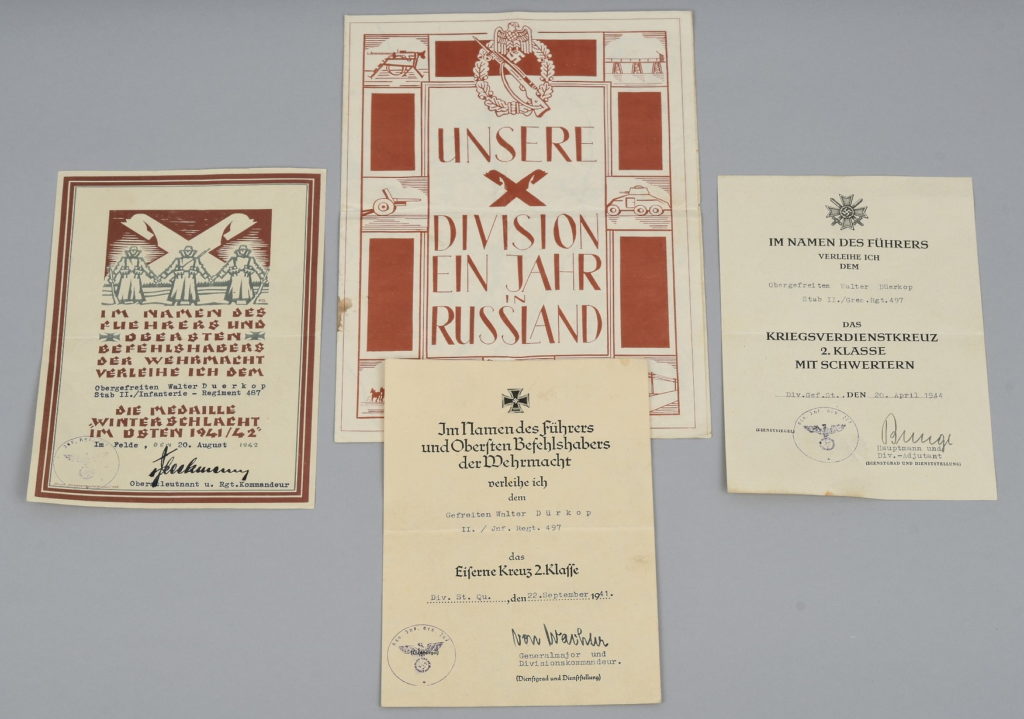 UNSERE
DIVISION
EIN JAHR
IN
RUSSLAND
IM NAMEN DES
FUEHRERS UND
OBERSTEN
BEFEHLSHABERS
DER WEHRMACHT
VERLEIHE ICH DEM
Obergefreiten Walter Duerkop
Stab II./Infanterie - Regiment 487
DIE MEDAILLE
WINTERSCHLACHT
IM OSTEN 1941/42"
Im Felde, DEN 20. August 1942
Oberstleutnant u. Rgt.Kommandeur
Im Namen des Führers
und Obersten Befehlshabers
der Wehrmacht
verleihe ich
dem
Gefreiten Walter Dürkop
II. / Jnf. Regt. 497
das
Eiserne Kreuz 2.Klasse
Div. St. Qu. ,den 22.September 1941.
von Wachter
Generalmajor und
Divisionskommandeur.
(Dienstgrad und Dienststellung)
IM NAMEN DES FÜHRERS
VERLEIHE ICH
DEM
Obergefreiten Walter Dürkop
Stab II./Gren.Rgt.497
DAS
KRIEGSVERDIENSTKREUZ
2. KLASSE
MIT SCHWERTERN
Div.Gef.St., DEN 20. April 1944
(DIENSTSIEGEL)
Hauptmann und
Div.-Adjutant
(DIENSTGRAD UND DIENSTSTELLUNG)